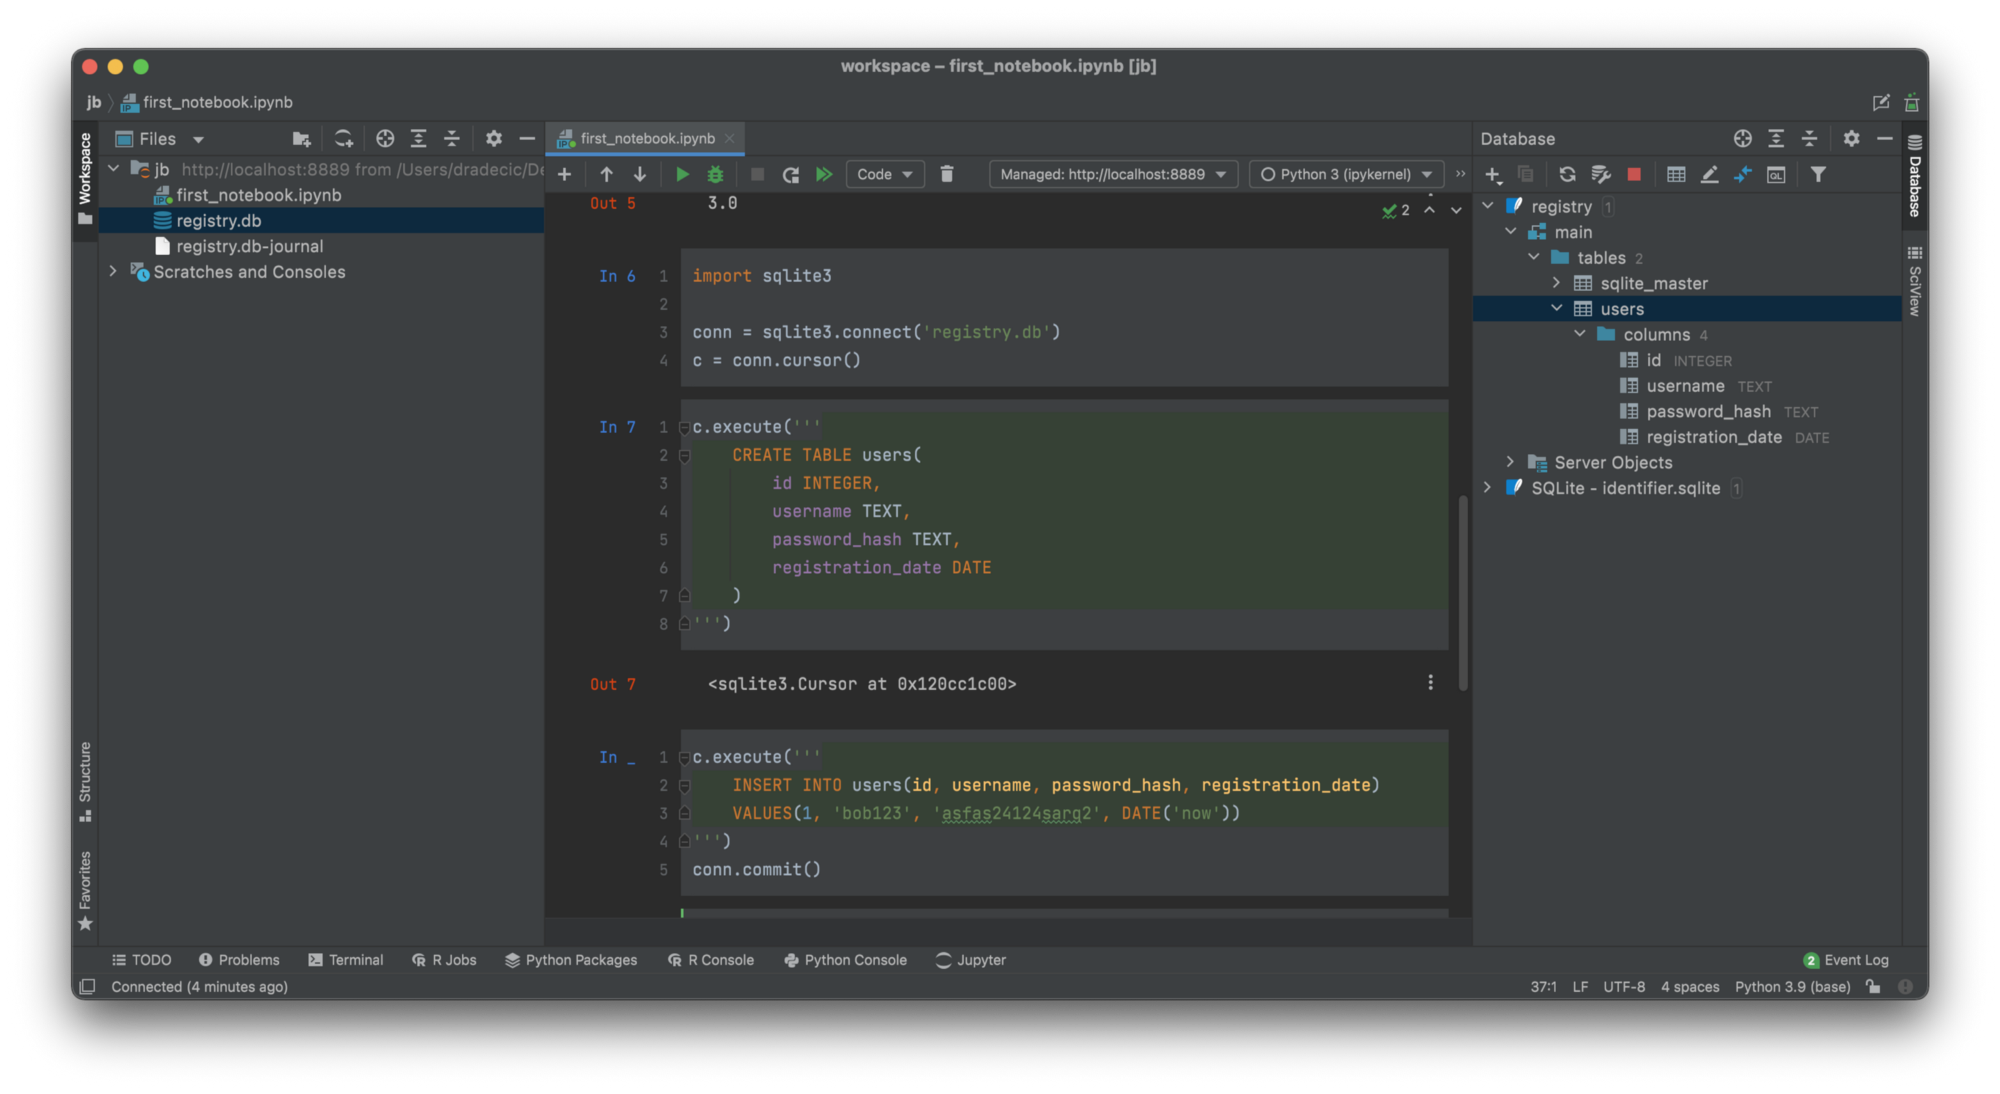 workspace – first_notebook.ipynb [jb]
jb first_notebook.ipynb
Workspace
Files
jb http://localhost:8889 from /Users/dradecic/De
first_notebook.ipynb
registry.db
registry.db-journal
Scratches and Consoles
Structure
Favorites
first_notebook.ipynb
Code
Managed: http://localhost:8889
Python 3 (ipykernel)
Out 5 3.0
2
In 6 1 import sqlite3
2
3 conn = sqlite3.connect('registry.db')
4 c = conn.cursor()
In 7 1 c.execute('''
2 CREATE TABLE users(
3 id INTEGER,
4 username TEXT,
5 password_hash TEXT,
6 registration_date DATE
7 )
8 ''')
Out 7 <sqlite3.Cursor at 0x120cc1c00>
In _ 1 c.execute('''
2 INSERT INTO users(id, username, password_hash, registration_date)
3 VALUES(1, 'bob123', 'asfas24124sarq2', DATE('now'))
4 ''')
5 conn.commit()
Database
QL
registry 1
main
tables 2
sqlite_master
users
columns 4
id INTEGER
username TEXT
password_hash TEXT
registration_date DATE
Server Objects
SQLite - identifier.sqlite 1
Database
SciView
TODO Problems Terminal R Jobs Python Packages R Console Python Console Jupyter
2 Event Log
Connected (4 minutes ago)
37:1 LF UTF-8 4 spaces Python 3.9 (base)